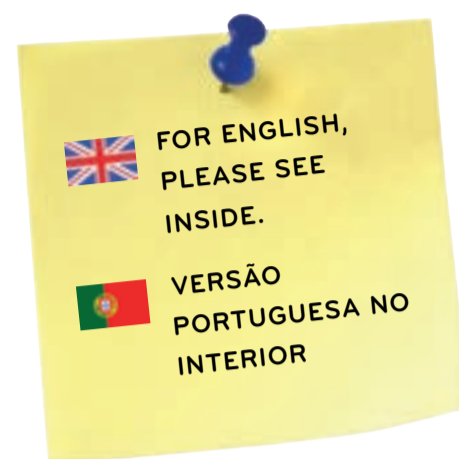 FOR ENGLISH,
PLEASE SEE
INSIDE.
VERSÃO
PORTUGUESA NO
INTERIOR